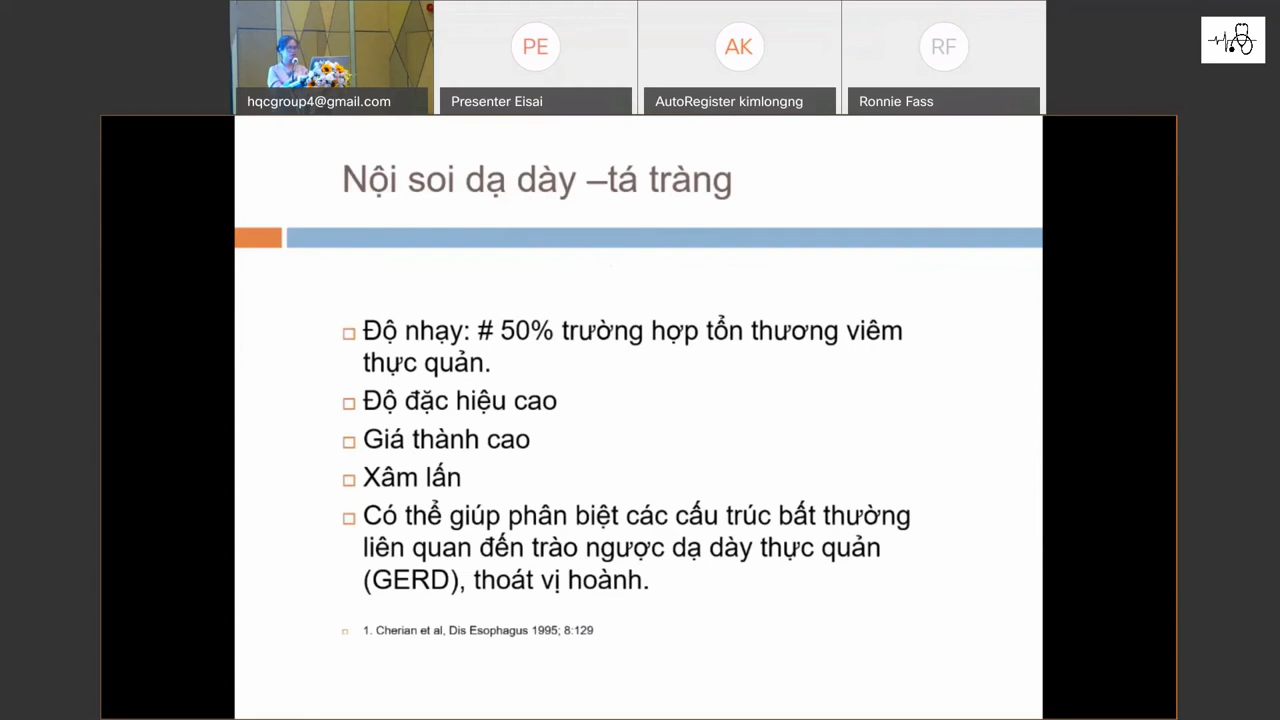 PE
AK
RF
hqcgroup4@gmail.com
Presenter Eisai
AutoRegister kimlongng
Ronnie Fass
Nội soi dạ dày –tá tràng
Độ nhạy: # 50% trường hợp tổn thương viêm
thực quản.
Độ đặc hiệu cao
Giá thành cao
Xâm lấn
Có thể giúp phân biệt các cấu trúc bất thường
liên quan đến trào ngược dạ dày thực quản
(GERD), thoát vị hoành.
1. Cherian et al, Dis Esophagus 1995; 8:129